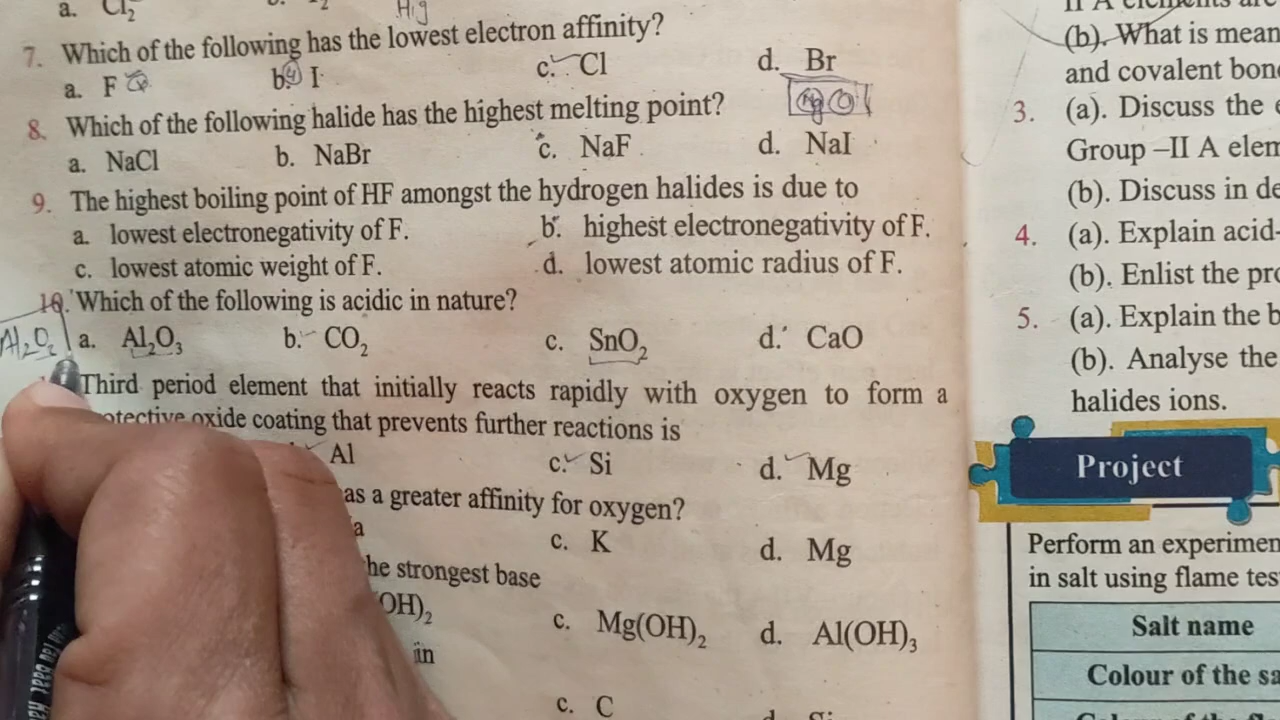 a. Cl2
Hg
7. Which of the following has the lowest electron affinity?
a. F b. I c. Cl d. Br
8. Which of the following halide has the highest melting point?
a. NaCl b. NaBr c. NaF d. NaI
9. The highest boiling point of HF amongst the hydrogen halides is due to
a. lowest electronegativity of F. b. highest electronegativity of F.
c. lowest atomic weight of F. d. lowest atomic radius of F.
10. Which of the following is acidic in nature?
a. Al2O3 b. CO2 c. SnO2 d. CaO
Third period element that initially reacts rapidly with oxygen to form a
otective oxide coating that prevents further reactions is
Al c. Si d. Mg
as a greater affinity for oxygen?
a c. K d. Mg
he strongest base
OH)2 c. Mg(OH)2 d. Al(OH)3
in
c. C
(b). What is mean
and covalent bon
3. (a). Discuss the
Group –II A elem
(b). Discuss in de
4. (a). Explain acid-
(b). Enlist the pro
5. (a). Explain the b
(b). Analyse the
halides ions.
Project
Perform an experimen
in salt using flame tes
Salt name
Colour of the sa